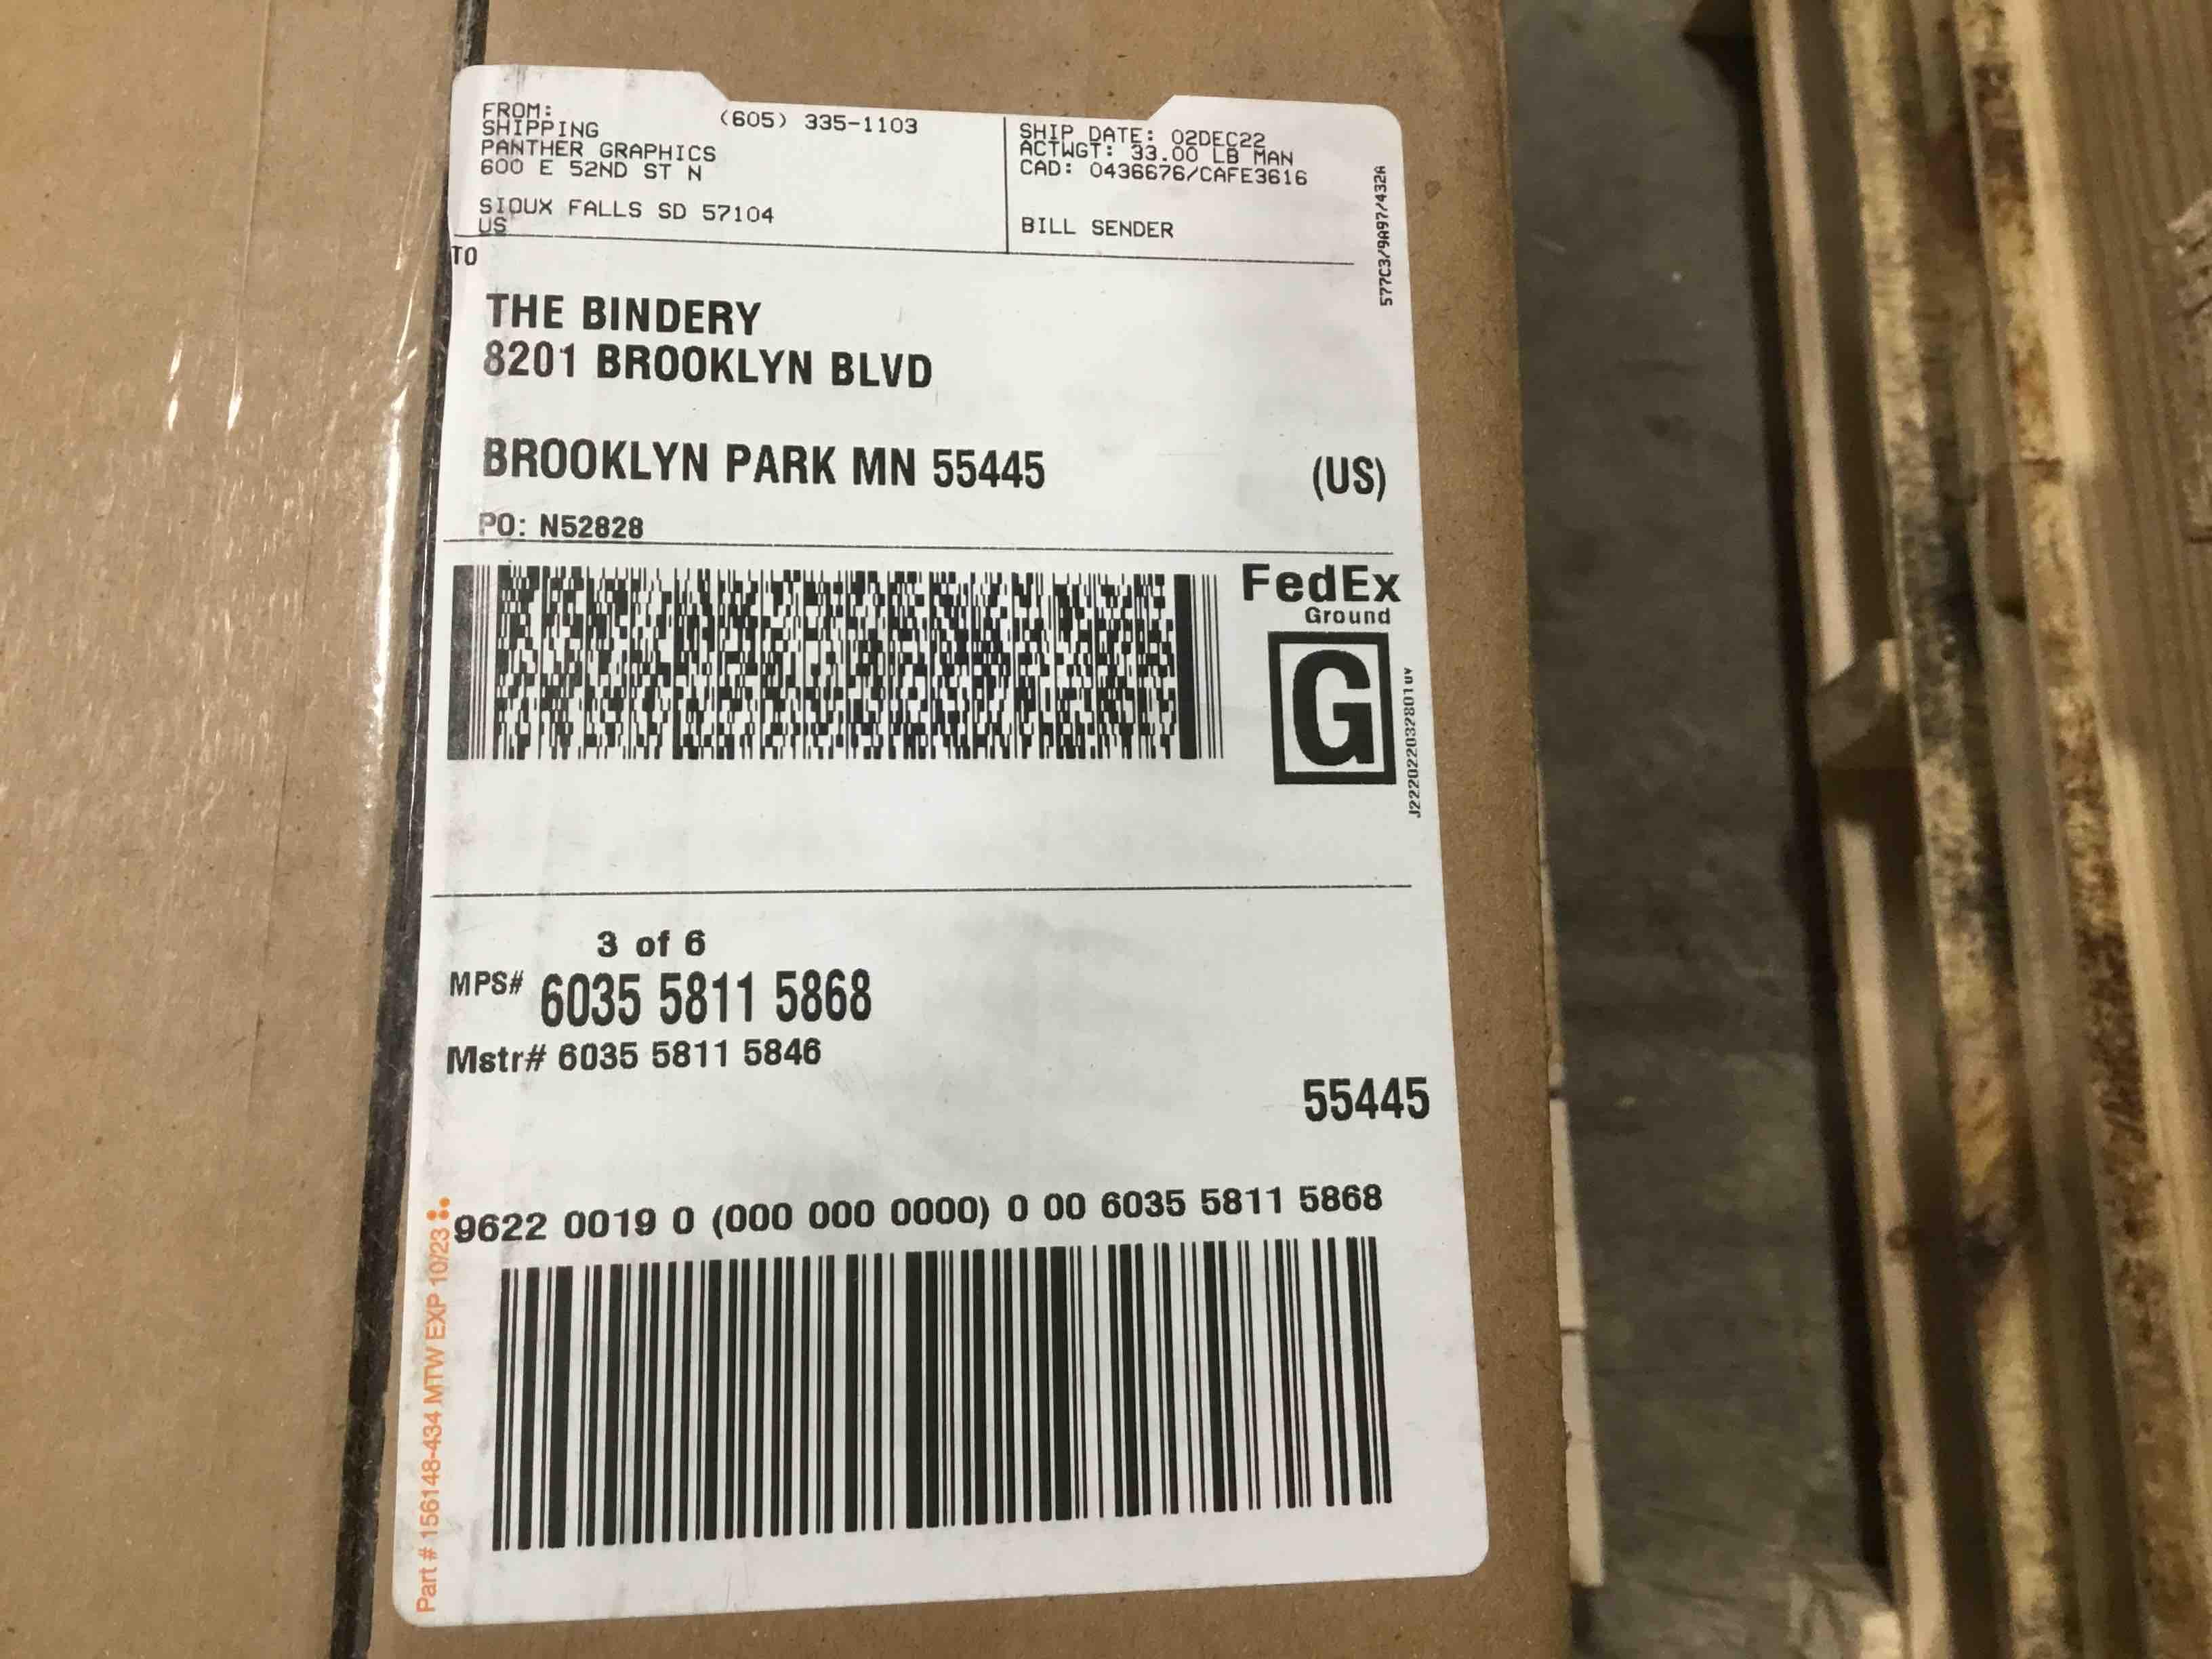 FROM:
SHIPPING
(605) 335-1103
PANTHER GRAPHICS
600 E 52ND ST N
SIOUX FALLS SD 57104
US
SHIP DATE: 02DEC22
ACTWGT: 33.00 LB MAN
CAD: 0436676/CAFE3616
BILL SENDER
577C3/9A97/432A
TO
THE BINDERY
8201 BROOKLYN BLVD
BROOKLYN PARK MN 55445
(US)
PO: N52828
FedEx
Ground
G
J222022032801uv
3 of 6
MPS# 6035 5811 5868
Mstr# 6035 5811 5846
55445
9622 0019 0 (000 000 0000) 0 00 6035 5811 5868
Part # 156148-434 MTW EXP 10/23